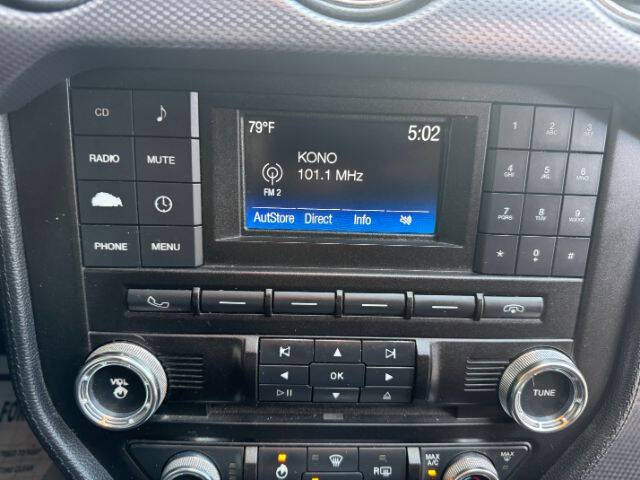 79°F 5:02
KONO
101.1 MHz
FM 2
AutStore Direct Info
CD
RADIO MUTE
PHONE MENU
1 2 ABC 3 DEF
4 GHI 5 JKL 6 MNO
7 PQRS 8 TUV 9 WXYZ
* 0 + #
VOL
OK
TUNE
MAX A/C
R
MAX